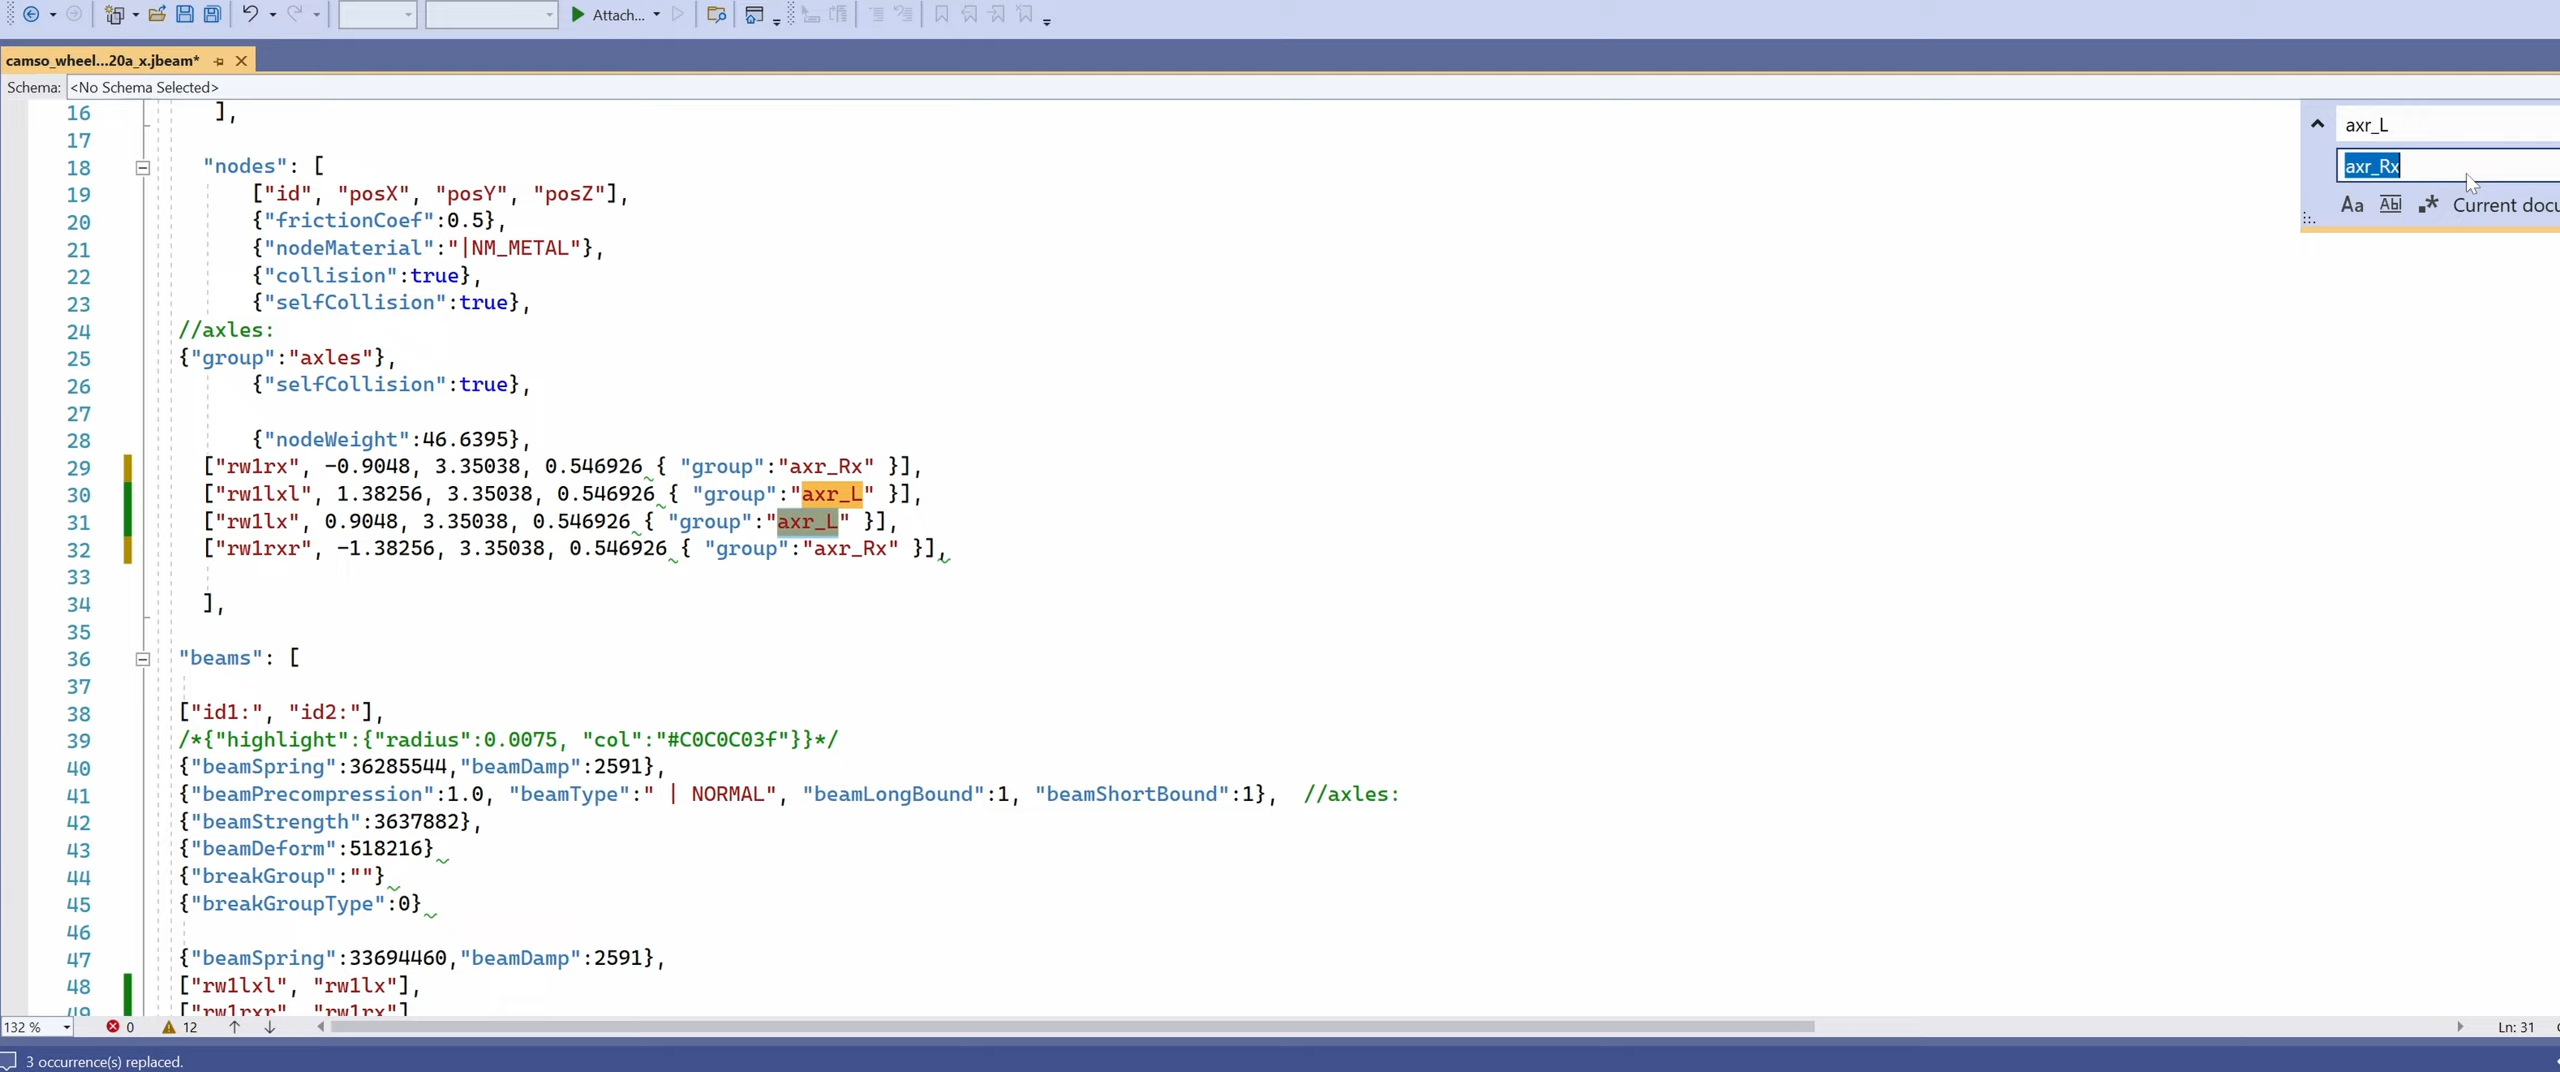 Attach...
camso_wheel...20a_x.jbeam*
Schema: <No Schema Selected>
axr_L
axr_Rx
Aa Abl .* Current docu
16 ],
17
18 "nodes": [
19 ["id", "posX", "posY", "posZ"],
20 {"frictionCoef":0.5},
21 {"nodeMaterial":"|NM_METAL"},
22 {"collision":true},
23 {"selfCollision":true},
24 //axles:
25 {"group":"axles"},
26 {"selfCollision":true},
27
28 {"nodeWeight":46.6395},
29 ["rw1rx", -0.9048, 3.35038, 0.546926 { "group":"axr_Rx" }],
30 ["rw1lxl", 1.38256, 3.35038, 0.546926 { "group":"axr_L" }],
31 ["rw1lx", 0.9048, 3.35038, 0.546926 { "group":"axr_L" }],
32 ["rw1rxr", -1.38256, 3.35038, 0.546926 { "group":"axr_Rx" }],
33
34 ],
35
36 "beams": [
37
38 ["id1:", "id2:"],
39 /*{"highlight":{"radius":0.0075, "col":"#C0C0C03f"}}*/
40 {"beamSpring":36285544,"beamDamp":2591},
41 {"beamPrecompression":1.0, "beamType":" | NORMAL", "beamLongBound":1, "beamShortBound":1}, //axles:
42 {"beamStrength":3637882},
43 {"beamDeform":518216}
44 {"breakGroup":""}
45 {"breakGroupType":0}
46
47 {"beamSpring":33694460,"beamDamp":2591},
48 ["rw1lxl", "rw1lx"],
49 ["rw1rxr", "rw1rx"]
132 % 0 12 Ln: 31
3 occurrence(s) replaced.